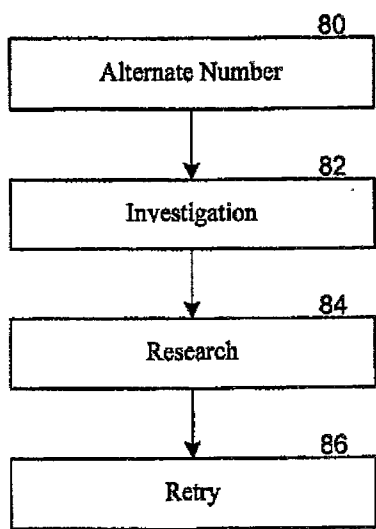 80
Alternate Number
82
Investigation
84
Research
86
Retry